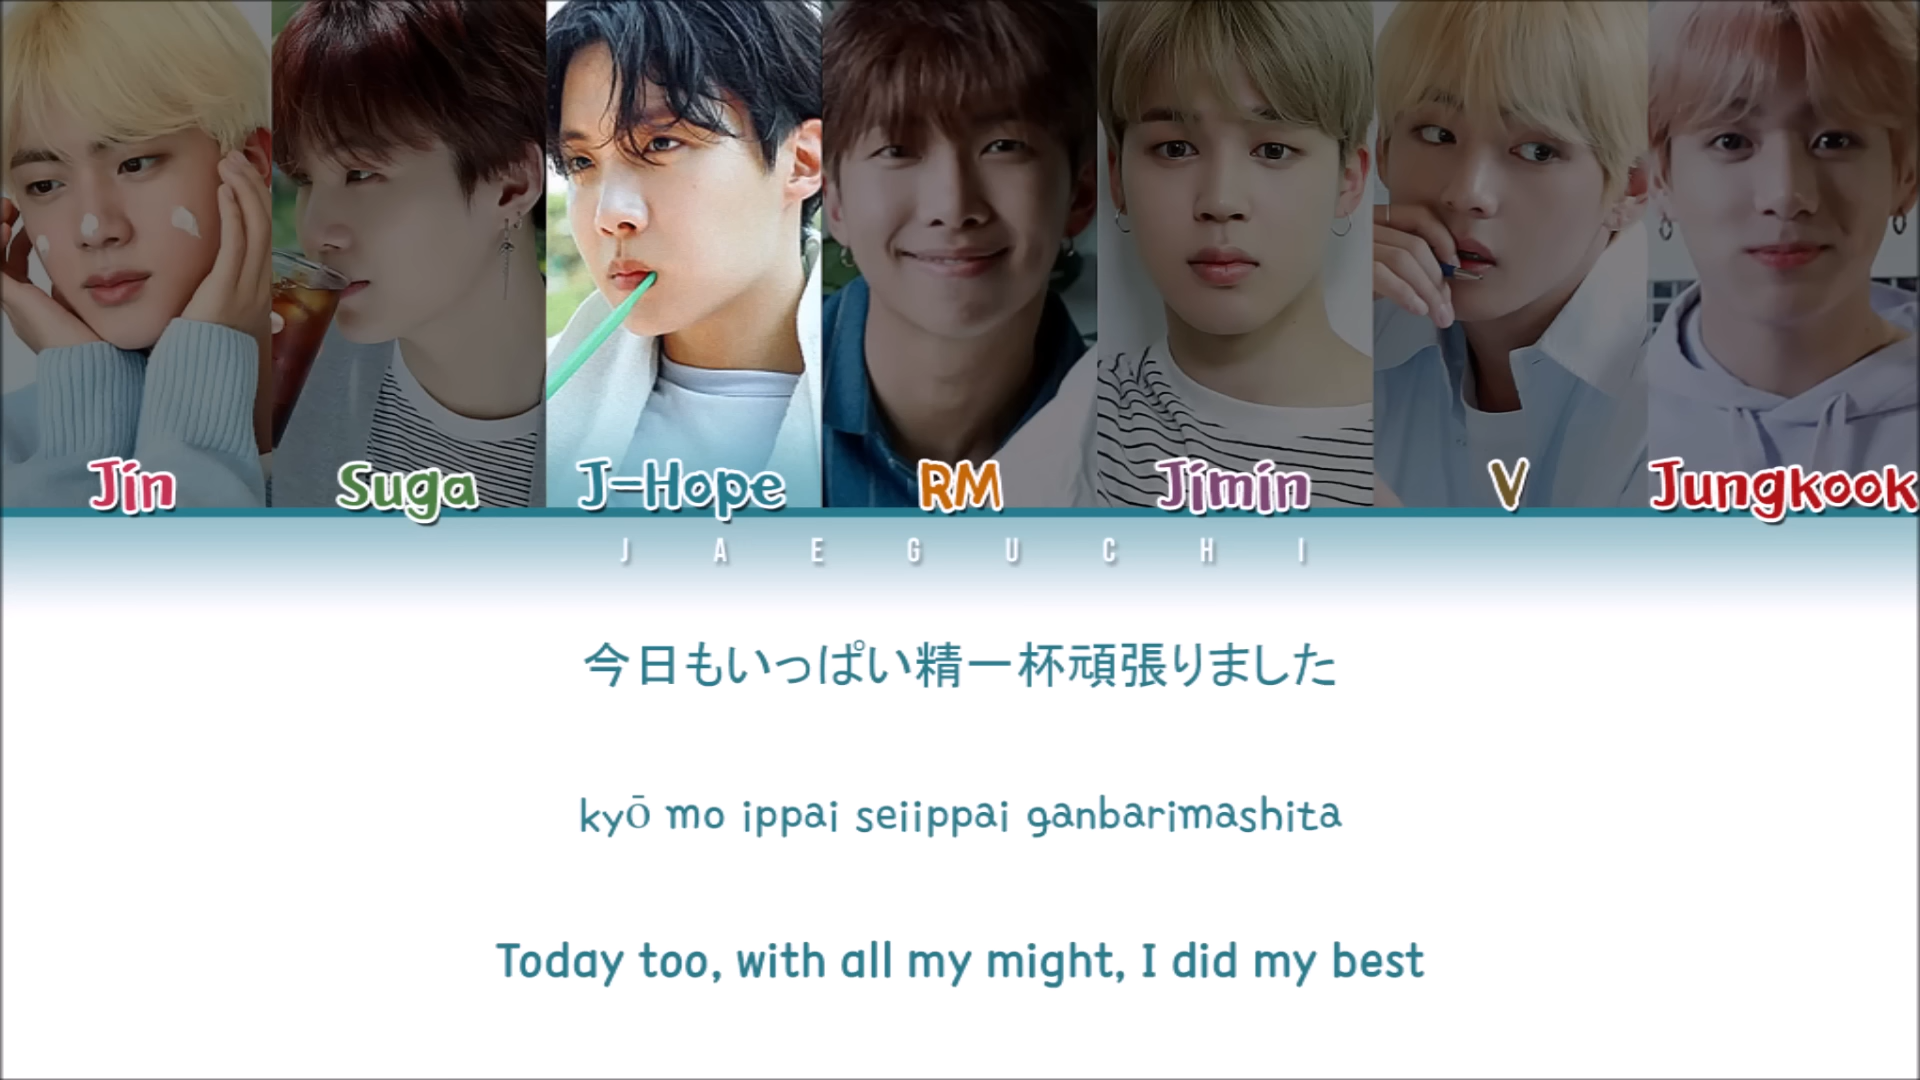 Jin Suga J-Hope RM Jimin V Jungkook
JAEGUCHI
今日もいっぱい精一杯頑張りました
kyō mo ippai seiippai ganbarimashita
Today too, with all my might, I did my best